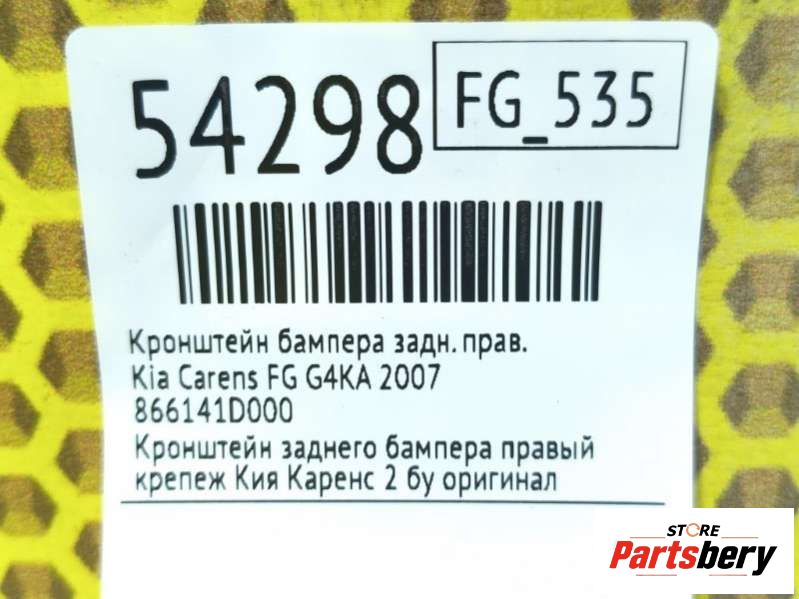 54298
FG_535
Кронштейн бампера задн. прав.
Kia Carens FG G4KA 2007
866141D000
Кронштейн заднего бампера правый
крепеж Кия Каренс 2 бу оригинал
STORE
Partsbery